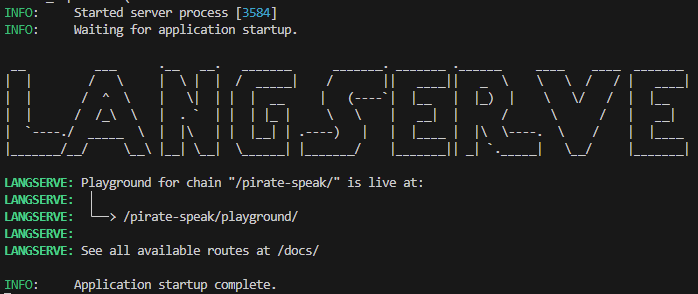 INFO:     Started server process [3584]
INFO:     Waiting for application startup.
LANGSERVE
LANGSERVE: Playground for chain "/pirate-speak/" is live at:
LANGSERVE:  │
LANGSERVE:  └──> /pirate-speak/playground/
LANGSERVE:
LANGSERVE: See all available routes at /docs/
INFO:     Application startup complete.